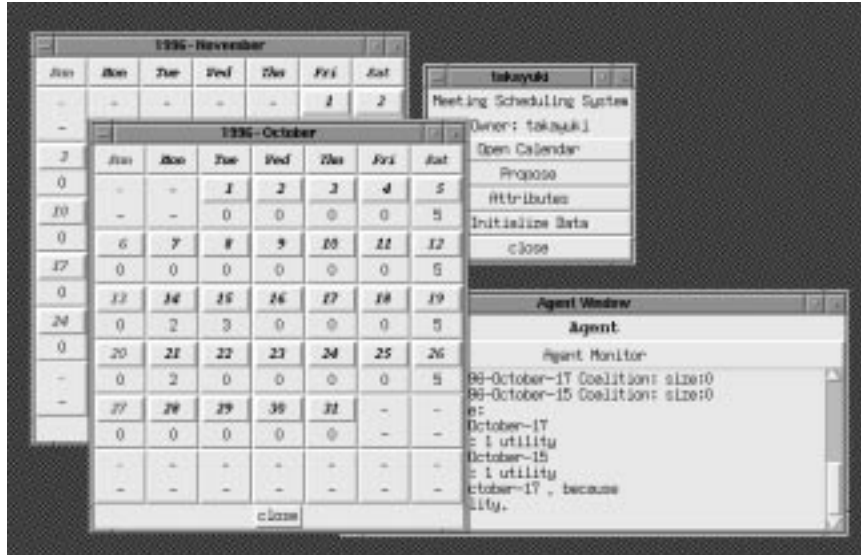 1996-November
Sun Mon Tue Wed Thu Fri Sat
- - - - - 1 2
-
3
0
10
0
17
0
24
0
-
-
1996-October
Sun Mon Tue Wed Thu Fri Sat
- - 1 2 3 4 5
- - 0 0 0 0 5
6 7 8 9 10 11 12
0 0 0 0 0 0 5
13 14 15 16 17 18 19
0 2 3 0 0 0 5
20 21 22 23 24 25 26
0 2 0 0 0 0 5
27 28 29 30 31 - -
0 0 0 0 0 - -
- - - - - - -
- - - - - - -
close
takayuki
Meeting Scheduling System
Owner: takayuki
Open Calendar
Propose
Attributes
Initialize Data
close
Agent Window
Agent
Agent Monitor
96-October-17 Coalition: size:0
96-October-15 Coalition: size:0
e:
October-17
: 1 utility
October-15
: 1 utility
ctober-17 , because
lity.